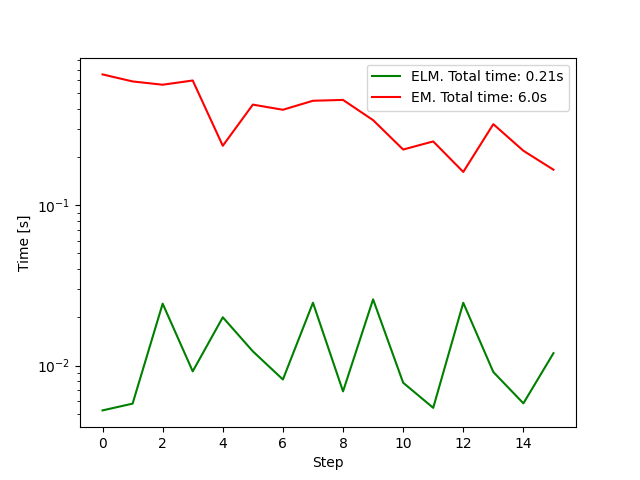 ELM. Total time: 0.21s
EM. Total time: 6.0s
10⁻¹
10⁻²
Time [s]
0 2 4 6 8 10 12 14
Step